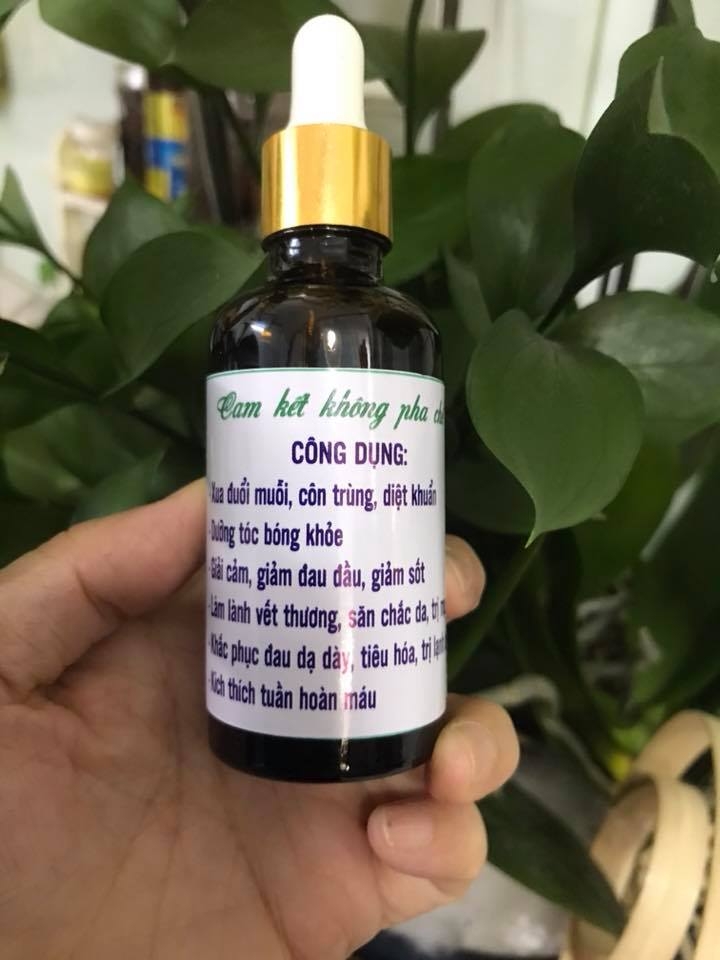 Cam kết không pha
CÔNG DỤNG:
- Xua đuổi muỗi, côn trùng, diệt khuẩn
- Dưỡng tóc bóng khỏe
- Giải cảm, giảm đau đầu, giảm sốt
- Làm lành vết thương, săn chắc da, trị
- Khắc phục đau dạ dày, tiêu hóa, trị
- Kích thích tuần hoàn máu